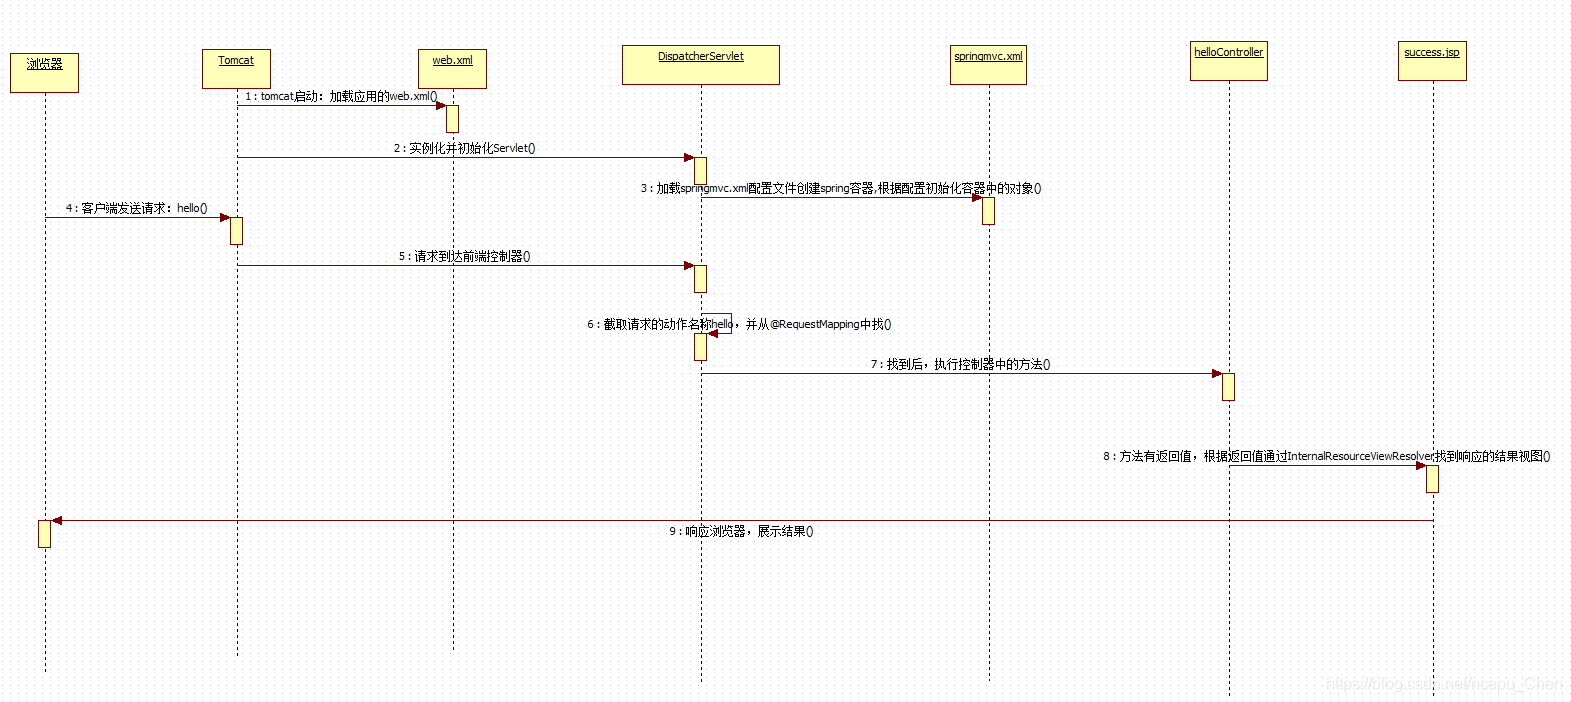 浏览器
Tomcat
web.xml
DispatcherServlet
springmvc.xml
helloController
success.jsp
1 : tomcat启动：加载应用的web.xml()
2 : 实例化并初始化Servlet()
3 : 加载springmvc.xml配置文件创建spring容器,根据配置初始化容器中的对象()
4 : 客户端发送请求：hello()
5 : 请求到达前端控制器()
6 : 截取请求的动作名称hello，并从@RequestMapping中找()
7 : 找到后，执行控制器中的方法()
8 : 方法有返回值，根据返回值通过InternalResourceViewResolver找到响应的结果视图()
9 : 响应浏览器，展示结果()
https://blog.csdn.net/ncepu_Chen